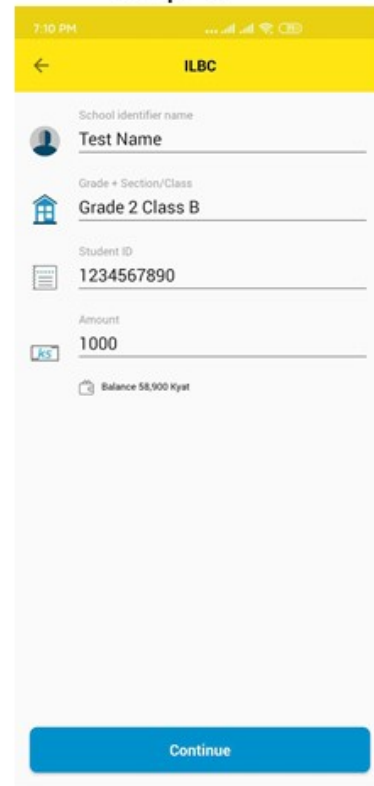 7:10 PM
ILBC
School identifier name
Test Name
Grade + Section/Class
Grade 2 Class B
Student ID
1234567890
Amount
1000
Ks
Balance 58,900 Kyat
Continue